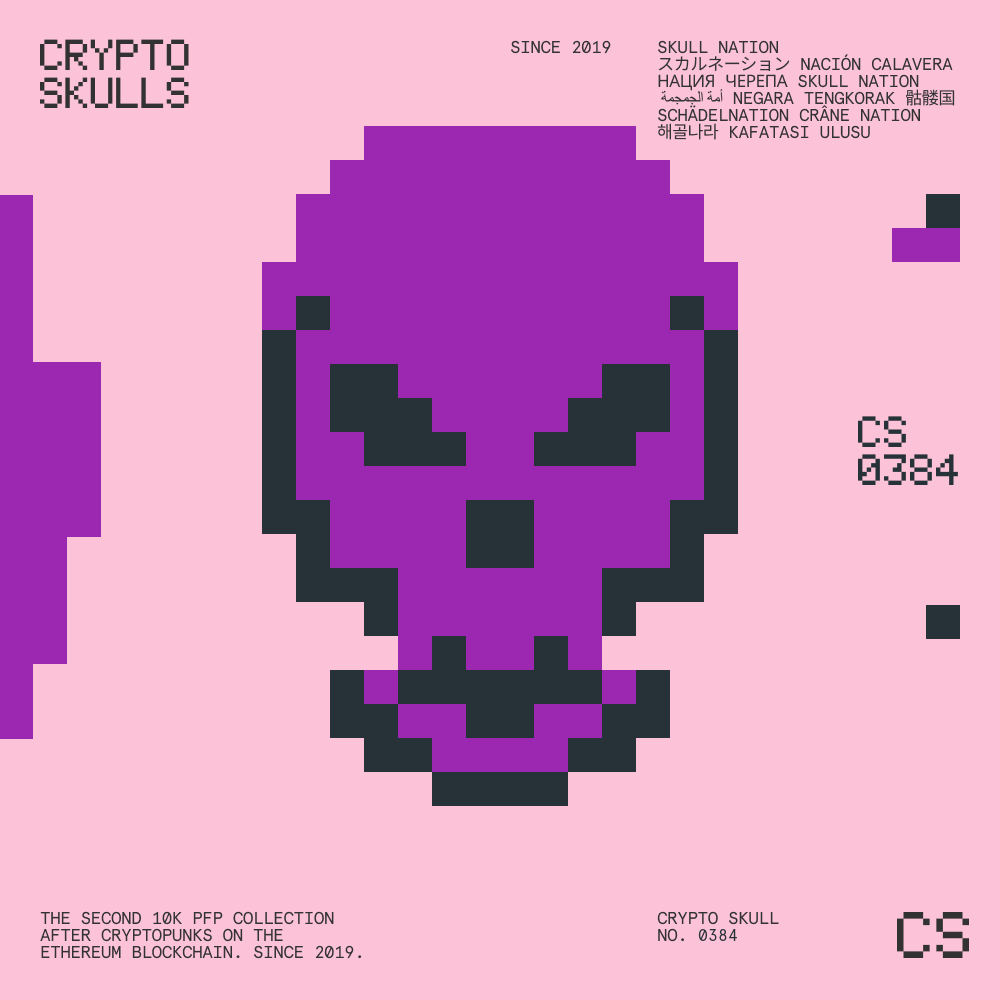 CRYPTO
SKULLS
SINCE 2019
SKULL NATION
スカルネーション NACIÓN CALAVERA
НАЦИЯ ЧЕРЕПА SKULL NATION
أمة الجمجمة NEGARA TENGKORAK 骷髅国
SCHÄDELNATION CRÂNE NATION
해골나라 KAFATASI ULUSU
CS
0384
THE SECOND 10K PFP COLLECTION
AFTER CRYPTOPUNKS ON THE
ETHEREUM BLOCKCHAIN. SINCE 2019.
CRYPTO SKULL
NO. 0384
CS